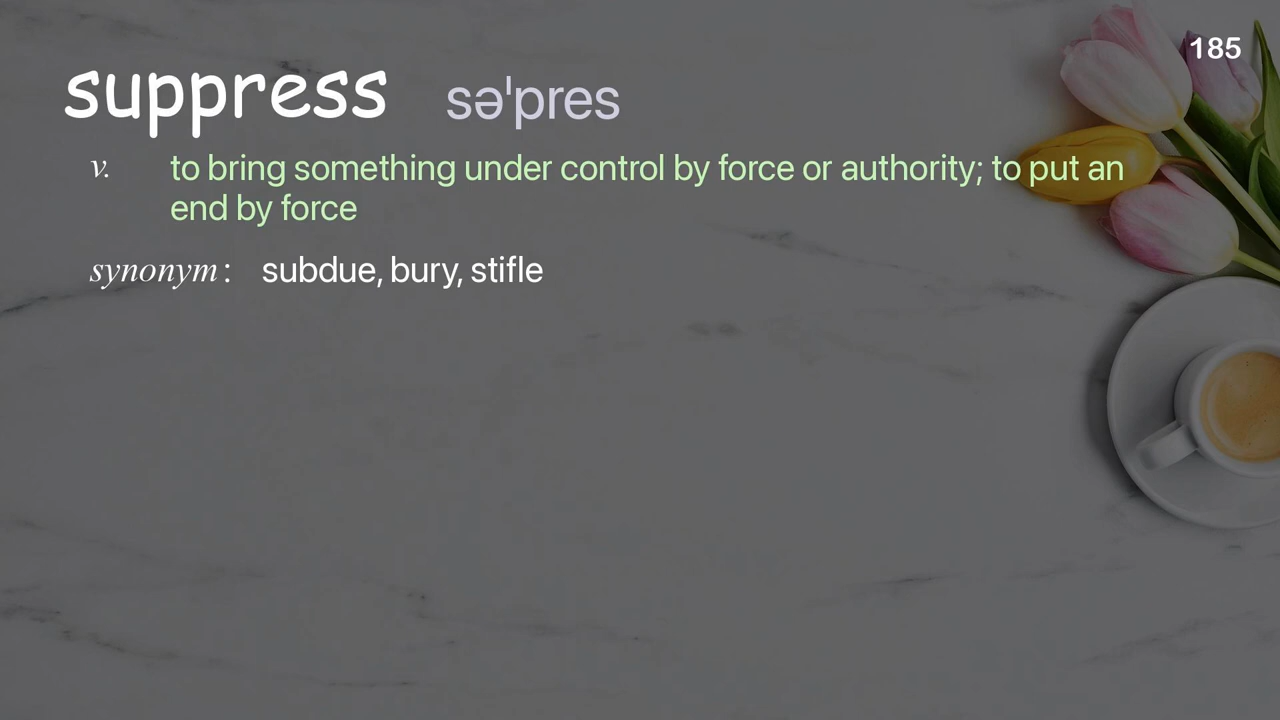 185
suppress səˈpres
v. to bring something under control by force or authority; to put an
end by force
synonym: subdue, bury, stifle